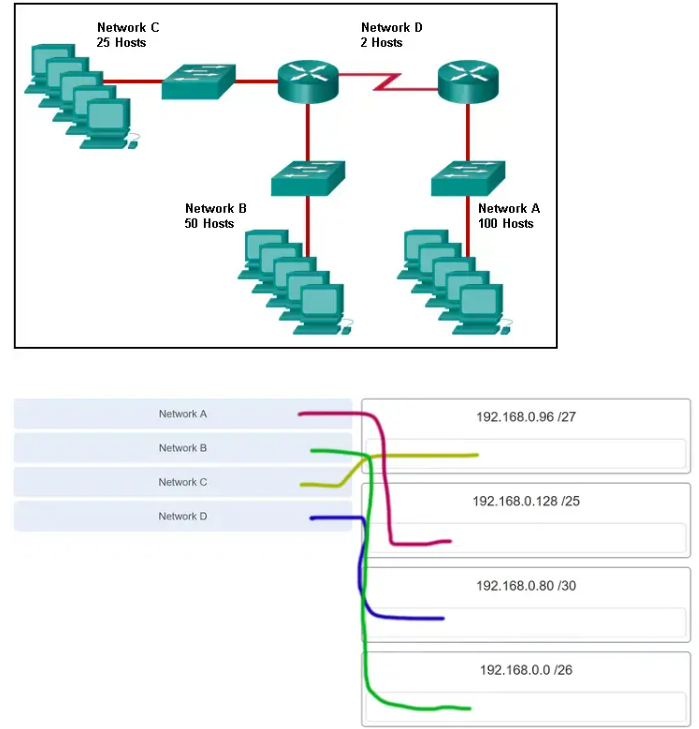 Network C
25 Hosts
Network D
2 Hosts
Network B
50 Hosts
Network A
100 Hosts
Network A
Network B
Network C
Network D
192.168.0.96 /27
192.168.0.128 /25
192.168.0.80 /30
192.168.0.0 /26